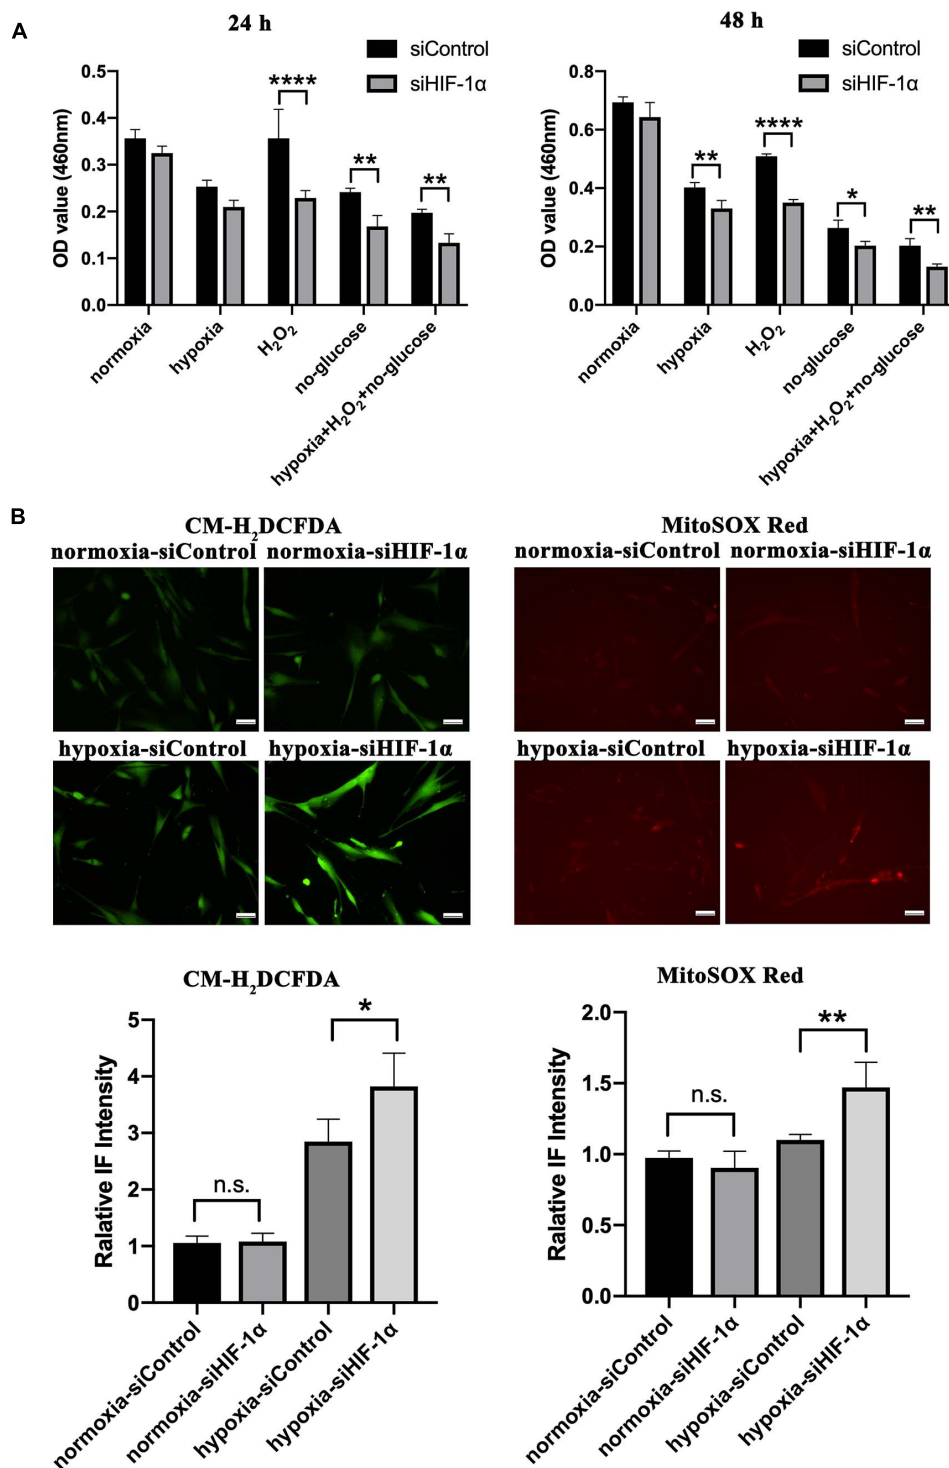 A
24 h
siControl
siHIF-1α
OD value (460nm)
0.5
0.4
0.3
0.2
0.1
0.0
****
**
**
normoxia
hypoxia
H₂O₂
no-glucose
hypoxia+H₂O₂+no-glucose
48 h
siControl
siHIF-1α
OD value (460nm)
0.8
0.6
0.4
0.2
0.0
**
****
*
**
normoxia
hypoxia
H₂O₂
no-glucose
hypoxia+H₂O₂+no-glucose
B
CM-H₂DCFDA
normoxia-siControl normoxia-siHIF-1α
hypoxia-siControl hypoxia-siHIF-1α
MitoSOX Red
normoxia-siControl normoxia-siHIF-1α
hypoxia-siControl hypoxia-siHIF-1α
CM-H₂DCFDA
Ralative IF Intensity
5
4
3
2
1
0
n.s.
*
normoxia-siControl
normoxia-siHIF-1α
hypoxia-siControl
hypoxia-siHIF-1α
MitoSOX Red
Ralative IF Intensity
2.0
1.5
1.0
0.5
0.0
n.s.
**
normoxia-siControl
normoxia-siHIF-1α
hypoxia-siControl
hypoxia-siHIF-1α